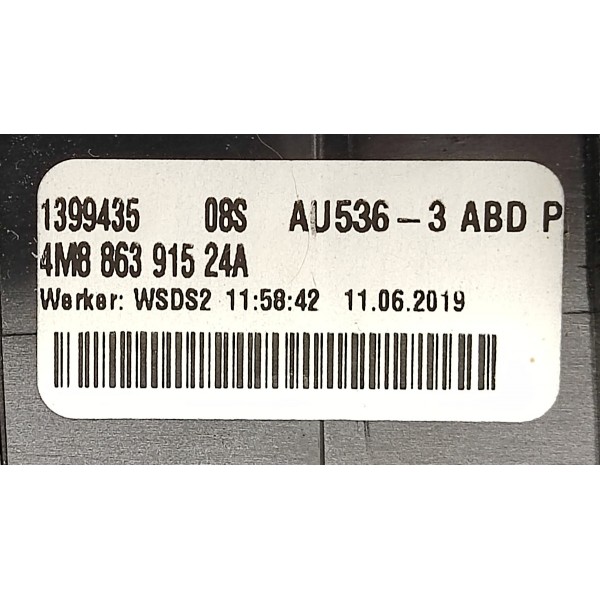 1399435 08S AU536-3 ABD P
4M8 863 915 24A
Werker: WSDS2 11:58:42 11.06.2019